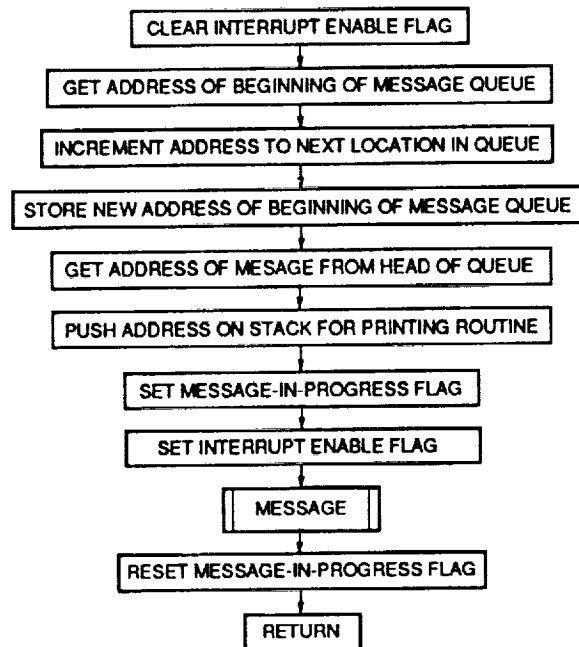 CLEAR INTERRUPT ENABLE FLAG
GET ADDRESS OF BEGINNING OF MESSAGE QUEUE
INCREMENT ADDRESS TO NEXT LOCATION IN QUEUE
STORE NEW ADDRESS OF BEGINNING OF MESSAGE QUEUE
GET ADDRESS OF MESAGE FROM HEAD OF QUEUE
PUSH ADDRESS ON STACK FOR PRINTING ROUTINE
SET MESSAGE-IN-PROGRESS FLAG
SET INTERRUPT ENABLE FLAG
MESSAGE
RESET MESSAGE-IN-PROGRESS FLAG
RETURN